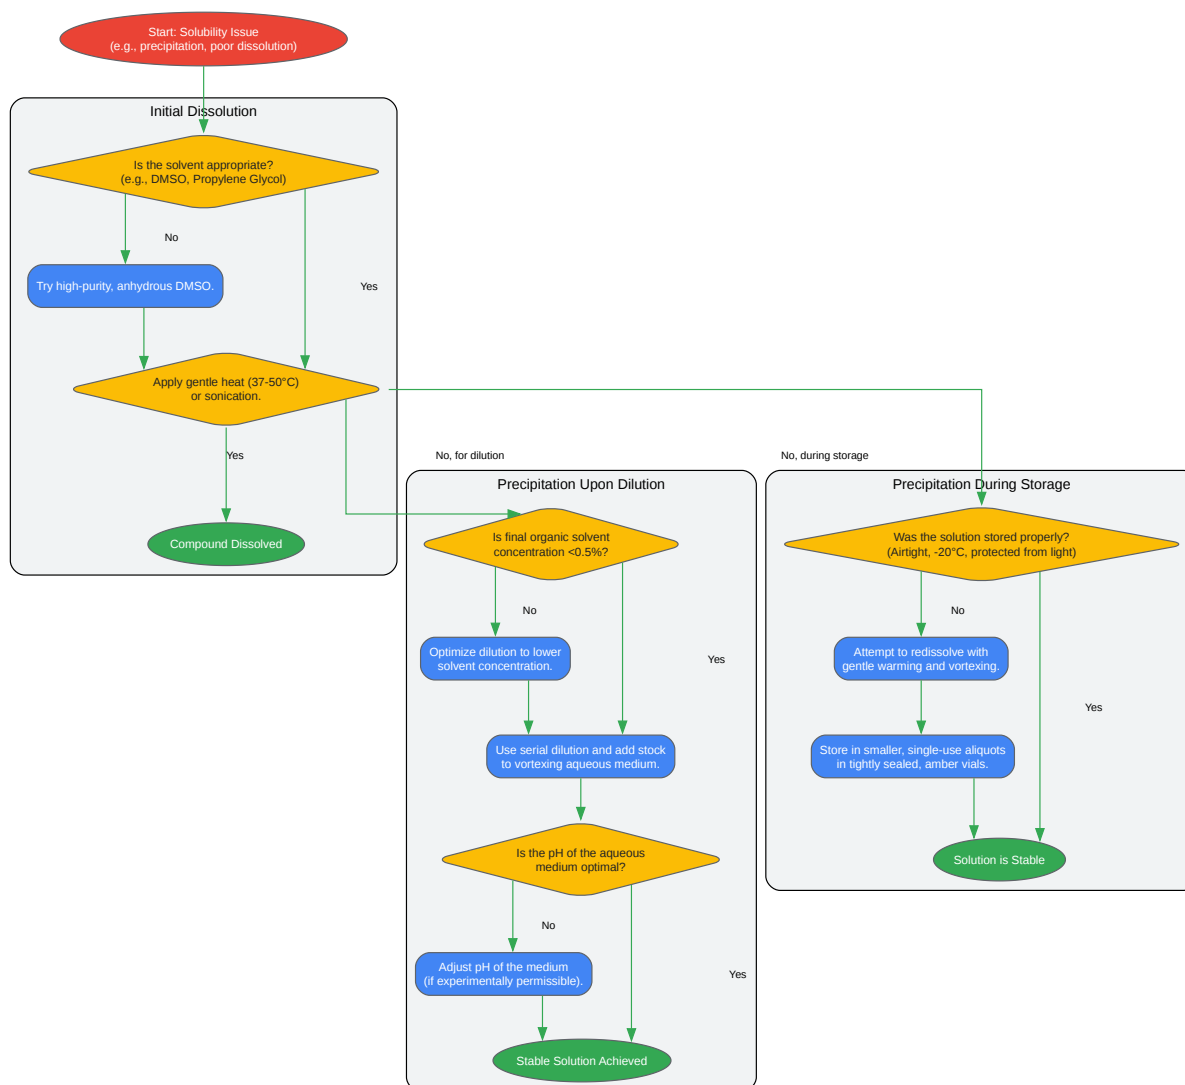 Start: Solubility Issue
(e.g., precipitation, poor dissolution)
Initial Dissolution
Is the solvent appropriate?
(e.g., DMSO, Propylene Glycol)
No
Try high-purity, anhydrous DMSO.
Yes
Apply gentle heat (37-50°C)
or sonication.
Yes
Compound Dissolved
No, for dilution
Precipitation Upon Dilution
Is final organic solvent
concentration <0.5%?
No
Optimize dilution to lower
solvent concentration.
Yes
Use serial dilution and add stock
to vortexing aqueous medium.
Is the pH of the aqueous
medium optimal?
No
Adjust pH of the medium
(if experimentally permissible).
Yes
Stable Solution Achieved
No, during storage
Precipitation During Storage
Was the solution stored properly?
(Airtight, -20°C, protected from light)
No
Attempt to redissolve with
gentle warming and vortexing.
Yes
Store in smaller, single-use aliquots
in tightly sealed, amber vials.
Solution is Stable